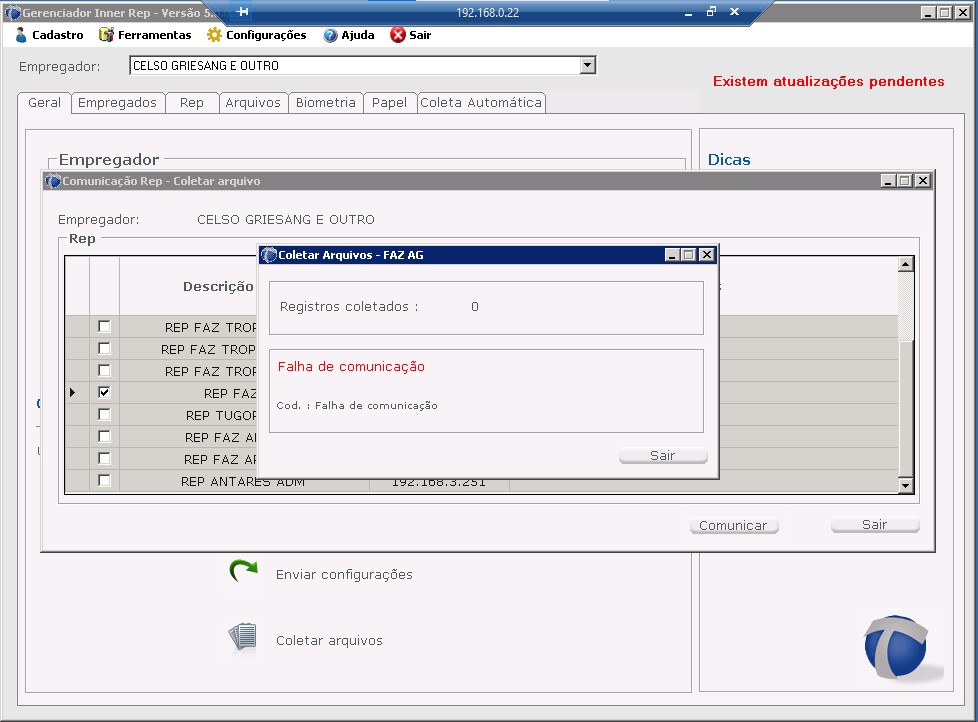 Gerenciador Inner Rep - Versão 5.
192.168.0.22
Cadastro Ferramentas Configurações Ajuda Sair
Empregador: CELSO GRIESANG E OUTRO
Existem atualizações pendentes
Geral Empregados Rep Arquivos Biometria Papel Coleta Automática
Empregador
Dicas
Comunicação Rep - Coletar arquivo
Empregador: CELSO GRIESANG E OUTRO
Rep
Coletar Arquivos - FAZ AG
Descrição
Registros coletados : 0
REP FAZ TROP
REP FAZ TROP
REP FAZ TROP
REP FAZ
REP TUGOR
REP FAZ
REP FAZ
REP ANTARES ADM 192.168.3.251
Falha de comunicação
Cod. : Falha de comunicação
Sair
Comunicar Sair
Enviar configurações
Coletar arquivos